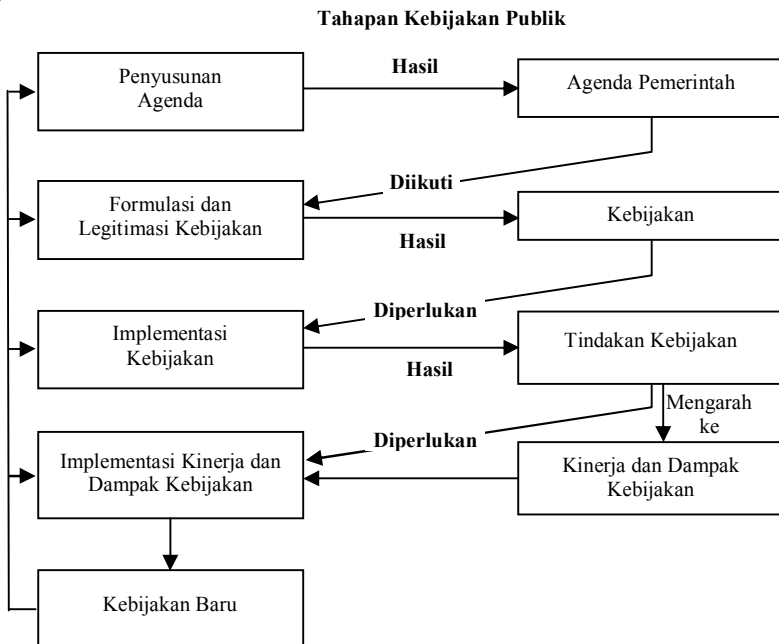 Tahapan Kebijakan Publik
Penyusunan
Agenda
Hasil
Agenda Pemerintah
Diikuti
Formulasi dan
Legitimasi Kebijakan
Hasil
Kebijakan
Diperlukan
Implementasi
Kebijakan
Hasil
Tindakan Kebijakan
Mengarah
ke
Diperlukan
Implementasi Kinerja dan
Dampak Kebijakan
Kinerja dan Dampak
Kebijakan
Kebijakan Baru